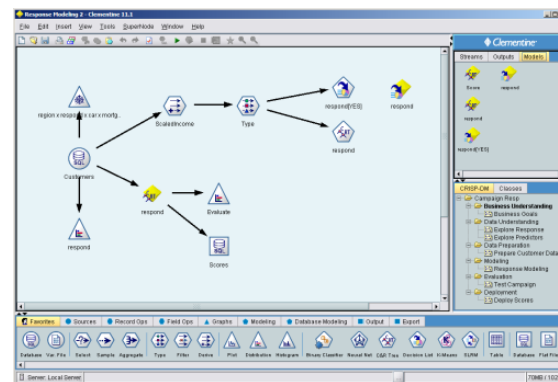 Response Modeling 2 - Clementine 11.1
File Edit Insert View Tools SuperNode Window Help
Clementine
Streams Outputs Models
Score respond
respond
respond[YES]
region x respond x car x mortg...
ScaledIncome
Type
respond[YES]
respond
respond
Customers
respond
Evaluate
respond
Scores
CRISP-DM Classes
Campaign Resp
Business Understanding
Business Goals
Data Understanding
Explore Response
Explore Predictors
Data Preparation
Prepare Customer Data
Modeling
Response Modeling
Evaluation
Test Campaign
Deployment
Deploy Scores
Favorites Sources Record Ops Field Ops Graphs Modeling Database Modeling Output Export
Database Var. File Select Sample Aggregate Type Filter Derive Plot Distribution Histogram Binary Classifier Neural Net C&R Tree Decision List K-Means SLRM Table Database Flat File
Server: Local Server